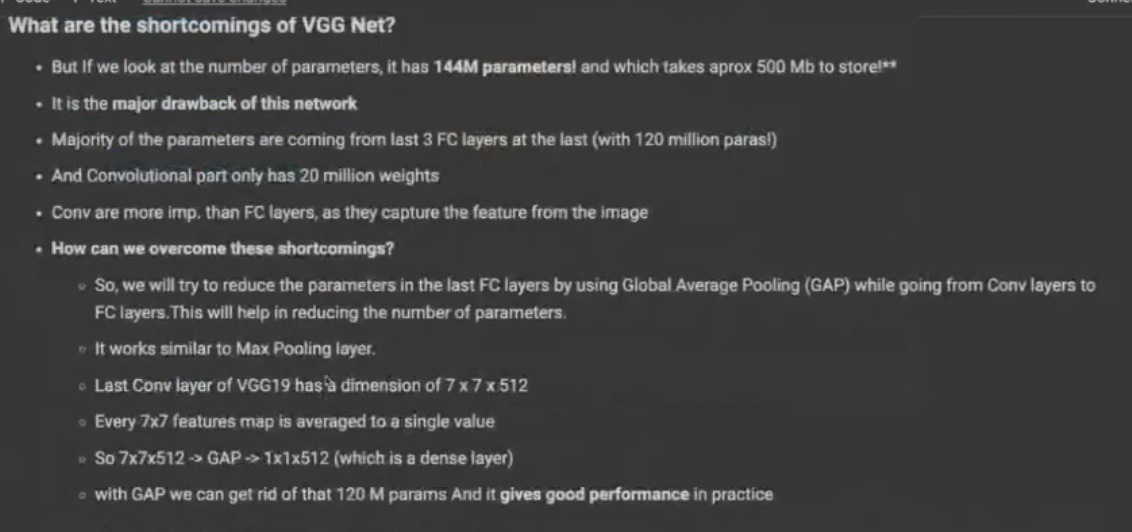 Code + Text Cannot save changes
What are the shortcomings of VGG Net?
• But If we look at the number of parameters, it has 144M parameters! and which takes aprox 500 Mb to store!**
• It is the major drawback of this network
• Majority of the parameters are coming from last 3 FC layers at the last (with 120 million paras!)
• And Convolutional part only has 20 million weights
• Conv are more imp. than FC layers, as they capture the feature from the image
• How can we overcome these shortcomings?
◦ So, we will try to reduce the parameters in the last FC layers by using Global Average Pooling (GAP) while going from Conv layers to
FC layers.This will help in reducing the number of parameters.
◦ It works similar to Max Pooling layer.
◦ Last Conv layer of VGG19 has a dimension of 7 x 7 x 512
◦ Every 7x7 features map is averaged to a single value
◦ So 7x7x512 -> GAP -> 1x1x512 (which is a dense layer)
◦ with GAP we can get rid of that 120 M params And it gives good performance in practice